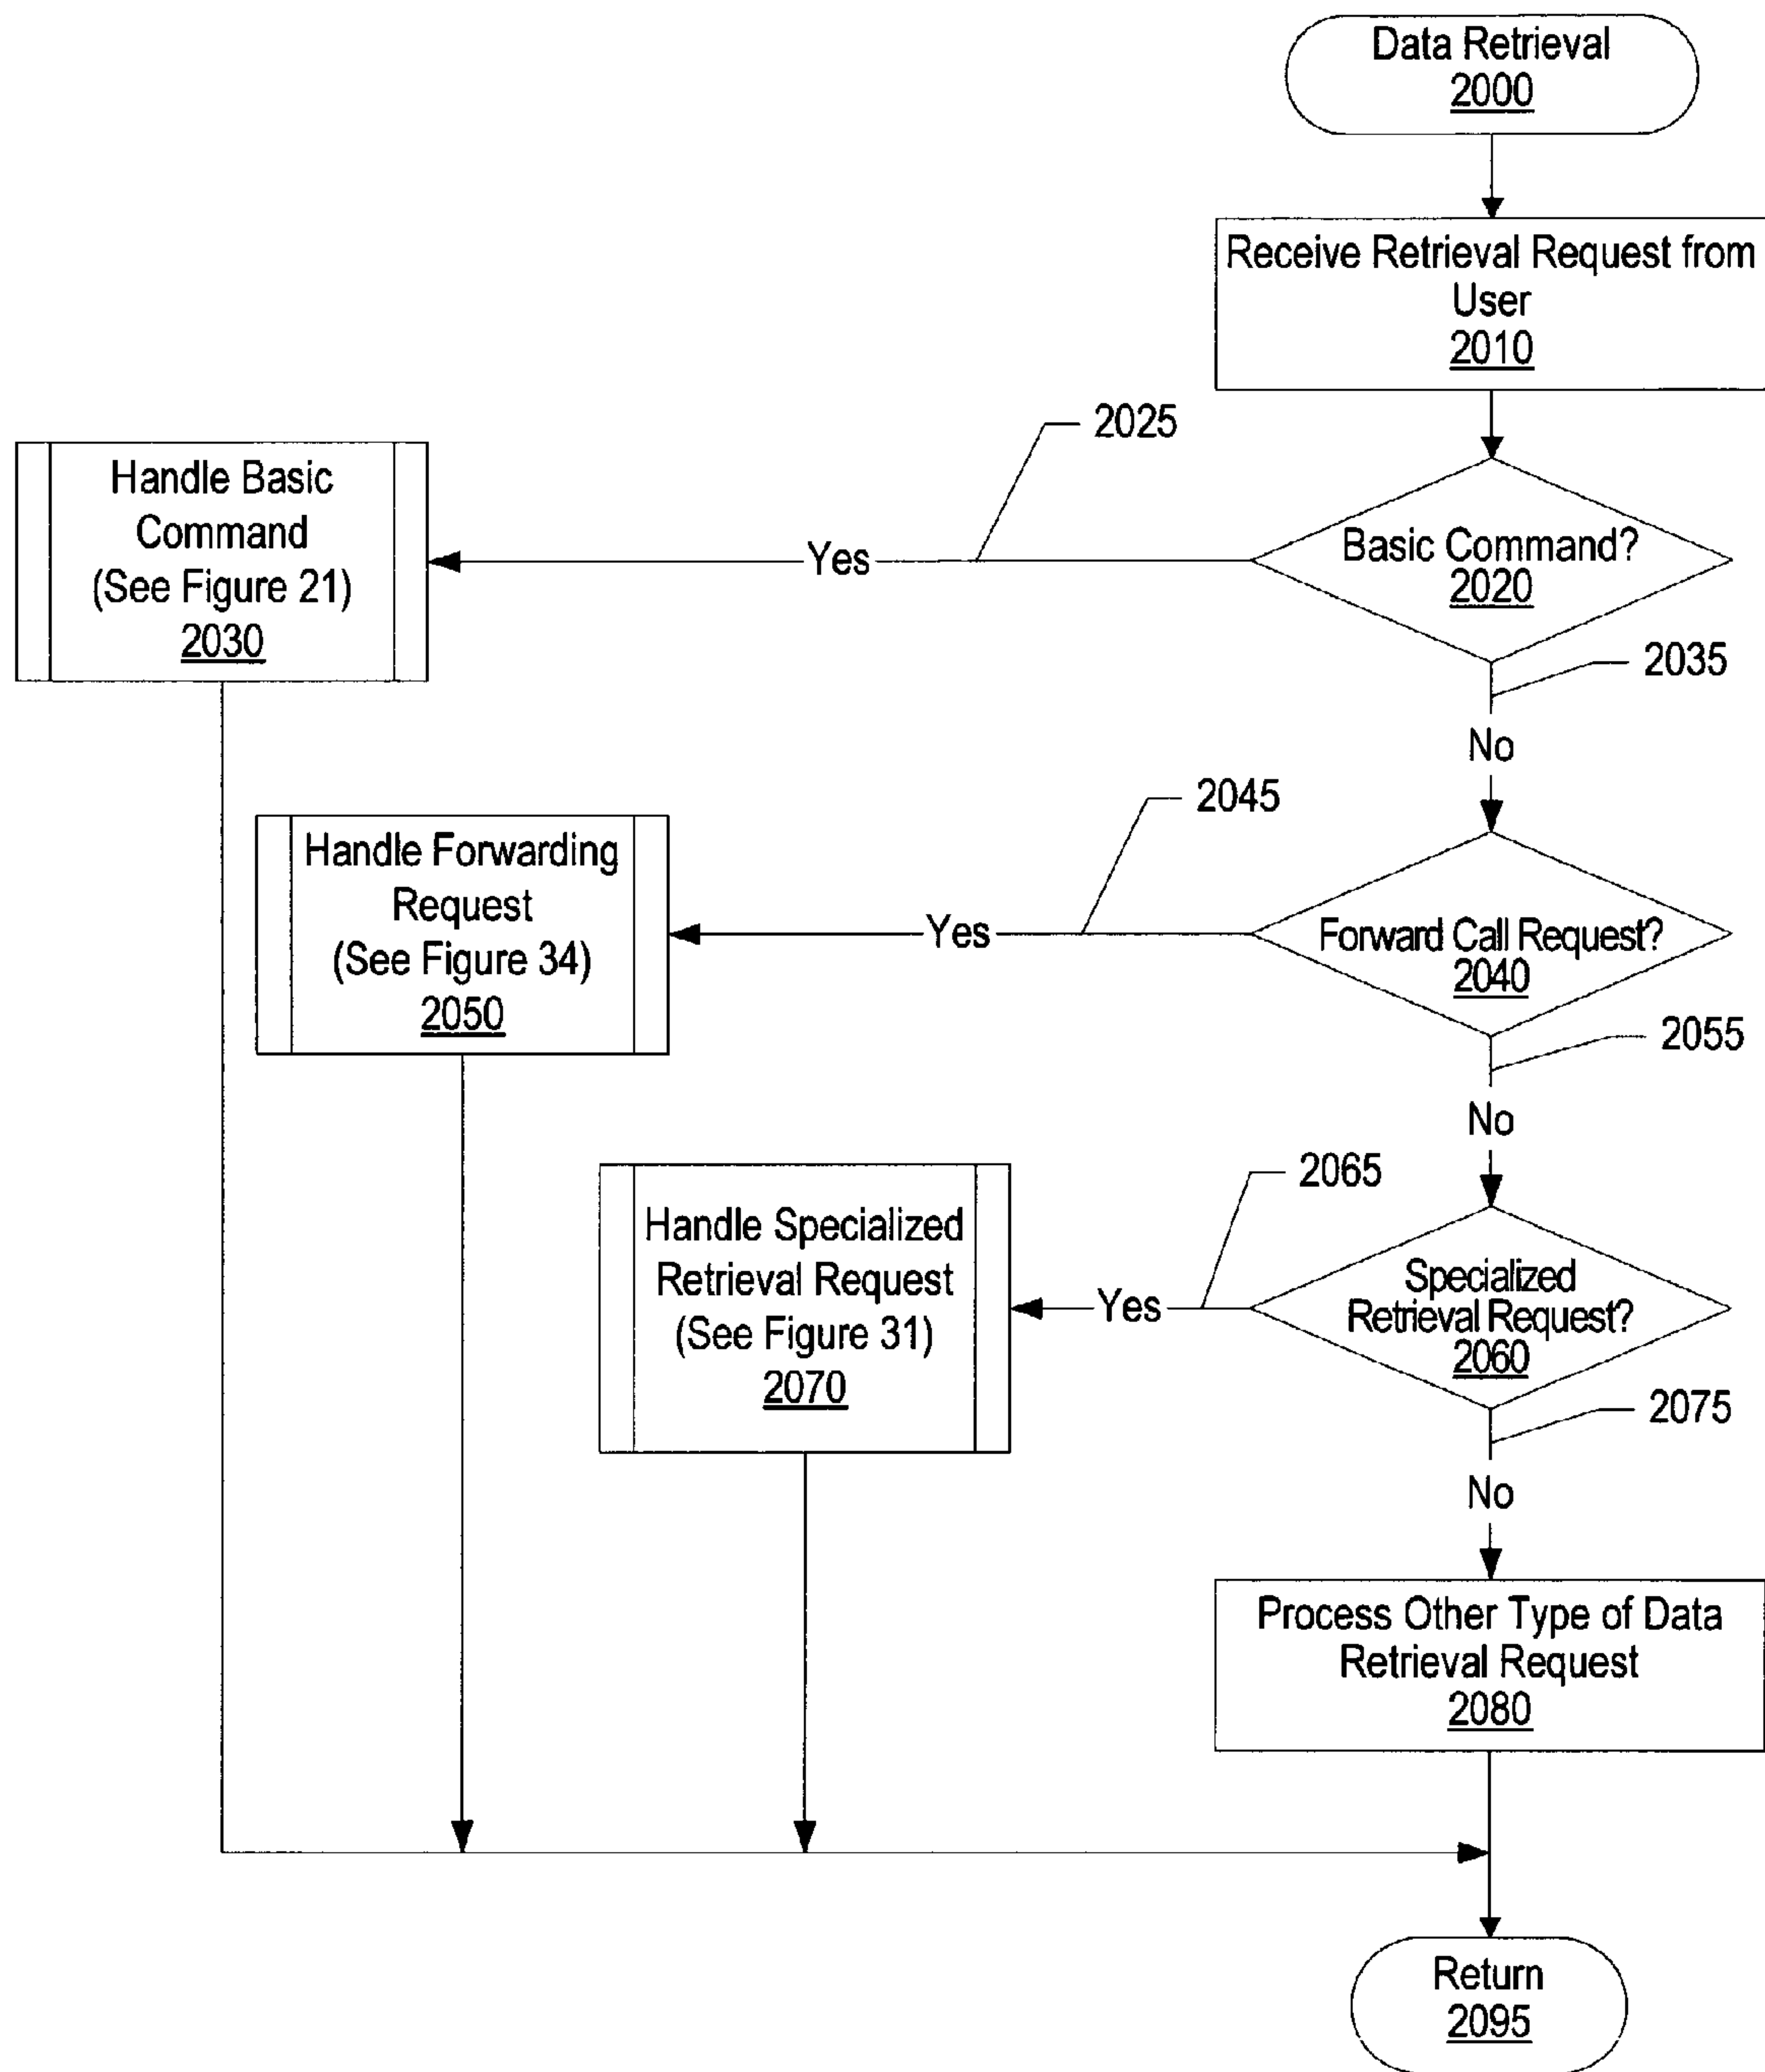 Data Retrieval
2000
Receive Retrieval Request from
User
2010
2025
Handle Basic
Command
(See Figure 21)
2030
Yes
Basic Command?
2020
2035
No
2045
Handle Forwarding
Request
(See Figure 34)
2050
Yes
Forward Call Request?
2040
2055
No
2065
Handle Specialized
Retrieval Request
(See Figure 31)
2070
Yes
Specialized
Retrieval Request?
2060
2075
No
Process Other Type of Data
Retrieval Request
2080
Return
2095